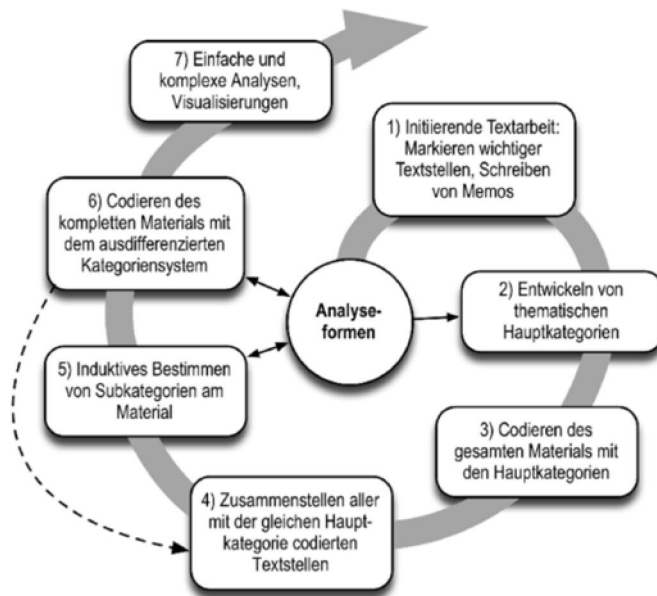 7) Einfache und
komplexe Analysen,
Visualisierungen
1) Initiierende Textarbeit:
Markieren wichtiger
Textstellen, Schreiben
von Memos
6) Codieren des
kompletten Materials mit
dem ausdifferenzierten
Kategoriensystem
Analyse-
formen
2) Entwickeln von
thematischen
Hauptkategorien
5) Induktives Bestimmen
von Subkategorien am
Material
3) Codieren des
gesamten Materials mit
den Hauptkategorien
4) Zusammenstellen aller
mit der gleichen Haupt-
kategorie codierten
Textstellen